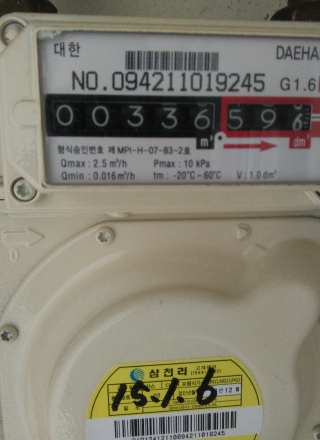 대한
DAEHA
NO.094211019245 G1.6
00336 596
m³ dm³
형식승인번호 제 MPI-H-07-83-2호
Qmax : 2.5 m³/h Pmax : 10 kPa
Qmin : 0.016 m³/h tm : -20°C~60°C V : 1.0 dm³
삼천리
15.1.6